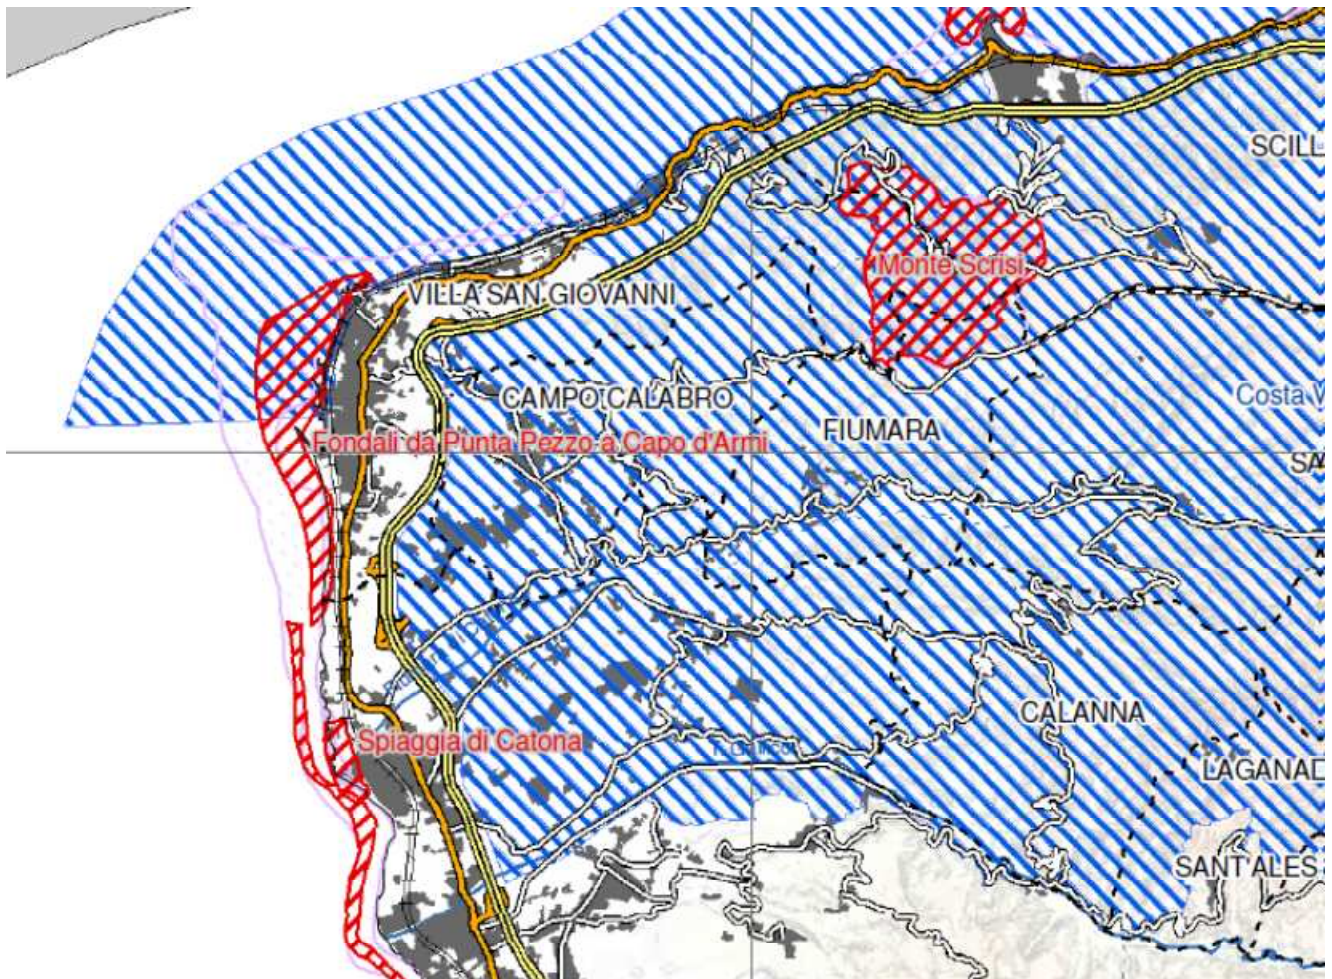 SCILL
Monte Scrisi
VILLA SAN GIOVANNI
CAMPO CALABRO
Costa V
FIUMARA
Fondali da Punta Pezzo a Capo d'Armi
SA
CALANNA
Spiaggia di Catona
LAGANAD
SANT'ALES